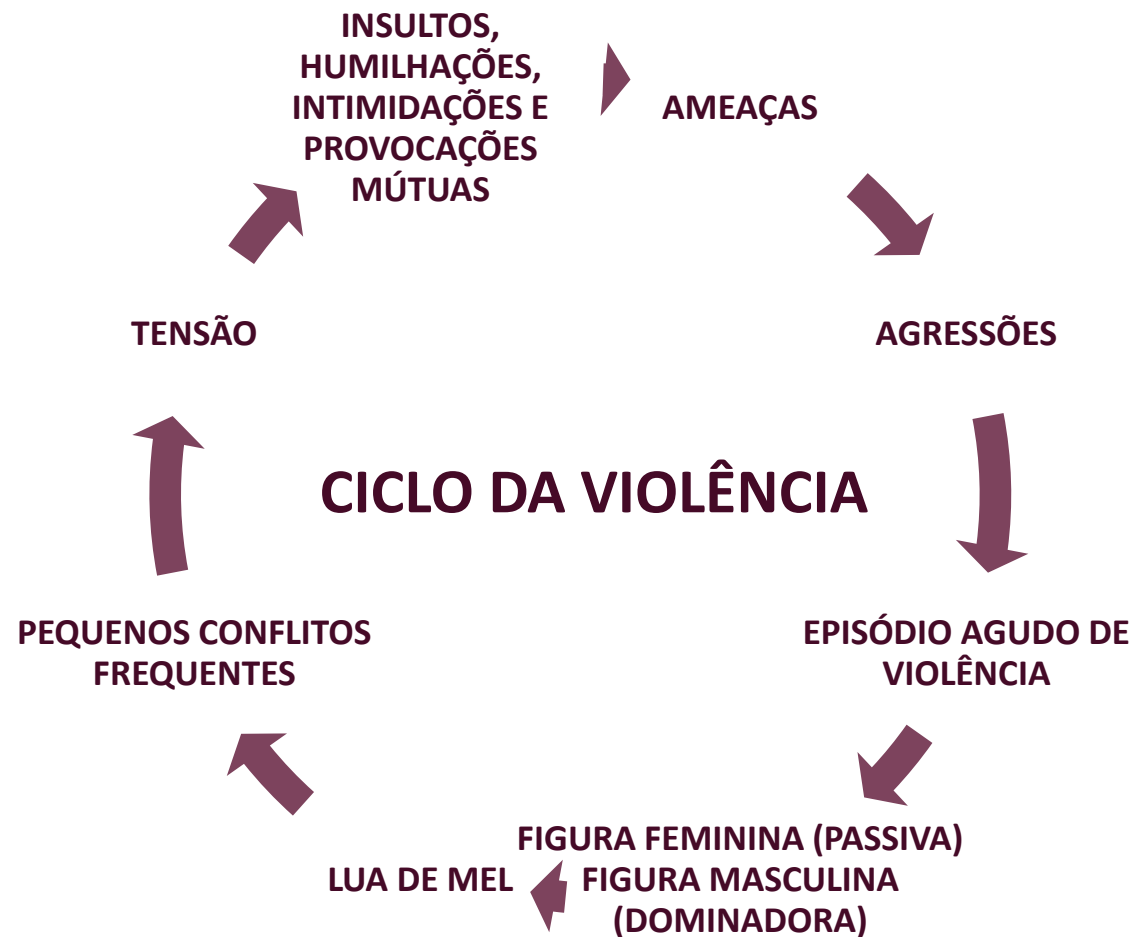 INSULTOS,
HUMILHAÇÕES,
INTIMIDAÇÕES E
PROVOCAÇÕES
MÚTUAS
AMEAÇAS
AGRESSÕES
EPISÓDIO AGUDO DE
VIOLÊNCIA
FIGURA FEMININA (PASSIVA)
FIGURA MASCULINA
(DOMINADORA)
LUA DE MEL
PEQUENOS CONFLITOS
FREQUENTES
TENSÃO
CICLO DA VIOLÊNCIA